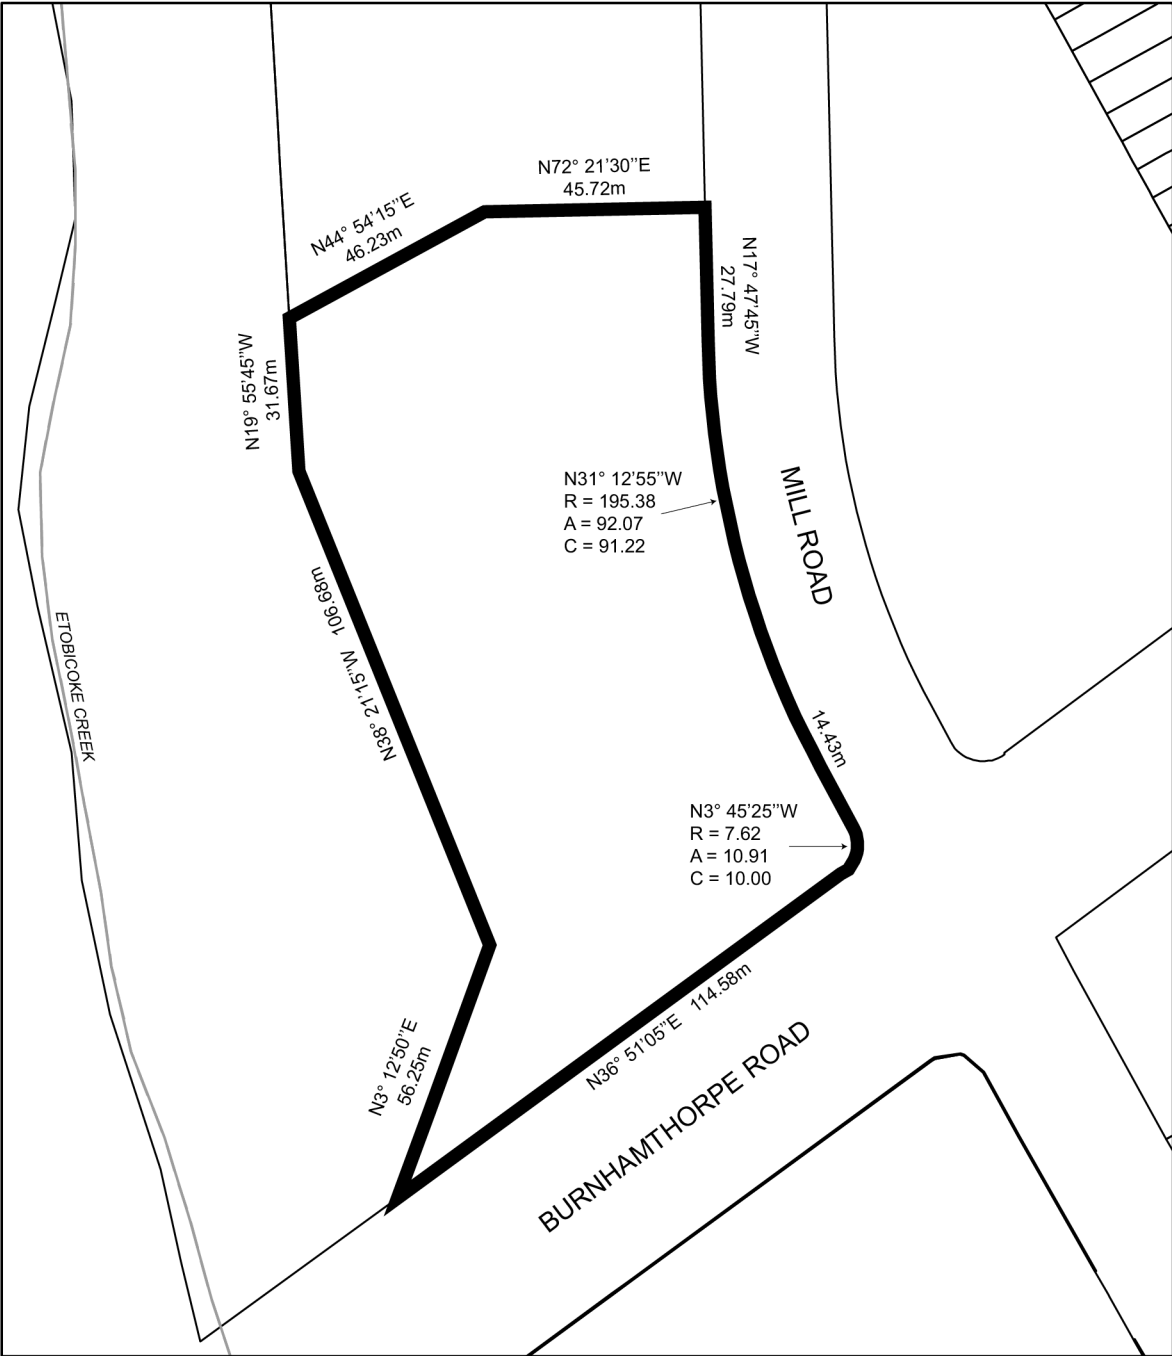 N72° 21'30''E
45.72m
N44° 54'15''E
46.23m
N17° 47'45''W
27.79m
N19° 55'45''W
31.67m
N31° 12'55''W
R = 195.38
A = 92.07
C = 91.22
MILL ROAD
N38° 21'15''W 106.68m
ETOBICOKE CREEK
14.43m
N3° 45'25''W
R = 7.62
A = 10.91
C = 10.00
N36° 51'05''E 114.58m
N3° 12'50''E
56.25m
BURNHAMTHORPE ROAD